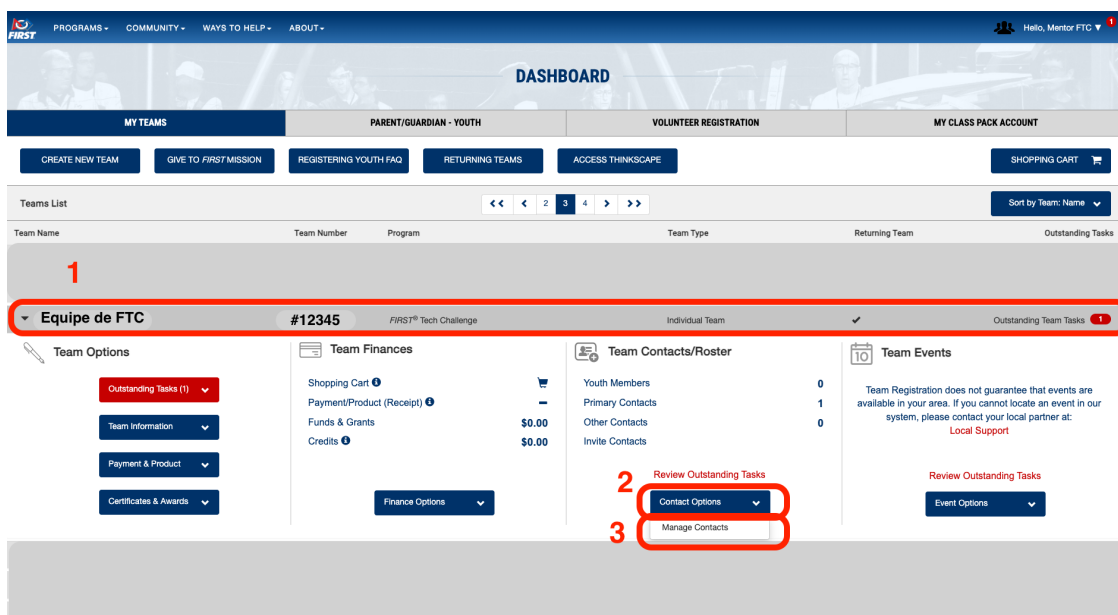 FIRST PROGRAMS COMMUNITY WAYS TO HELP ABOUT Hello, Mentor FTC ▼ 1
DASHBOARD
MY TEAMS PARENT/GUARDIAN - YOUTH VOLUNTEER REGISTRATION MY CLASS PACK ACCOUNT
CREATE NEW TEAM GIVE TO FIRST MISSION REGISTERING YOUTH FAQ RETURNING TEAMS ACCESS THINKSCAPE SHOPPING CART
Teams List << < 2 3 4 > >> Sort by Team: Name
Team Name Team Number Program Team Type Returning Team Outstanding Tasks
1
Equipe de FTC #12345 FIRST® Tech Challenge Individual Team ✔ Outstanding Team Tasks 1
Team Options
Outstanding Tasks (1)
Team Information
Payment & Product
Certificates & Awards
Team Finances
Shopping Cart
Payment/Product (Receipt) –
Funds & Grants $0.00
Credits $0.00
Finance Options
Team Contacts/Roster
Youth Members 0
Primary Contacts 1
Other Contacts 0
Invite Contacts
Review Outstanding Tasks
2 Contact Options
3 Manage Contacts
10 Team Events
Team Registration does not guarantee that events are
available in your area. If you cannot locate an event in our
system, please contact your local partner at:
Local Support
Review Outstanding Tasks
Event Options